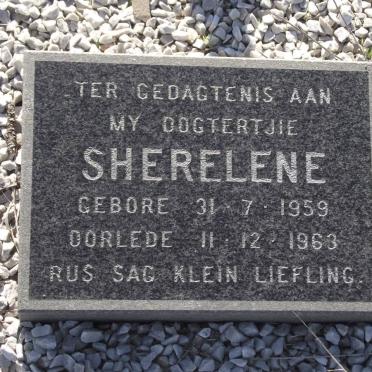 TER GEDAGTENIS AAN
MY DOGTERTJIE
SHERELENE
GEBORE 31·7·1959
OORLEDE 11·12·1963
RUS SAG KLEIN LIEFLING.